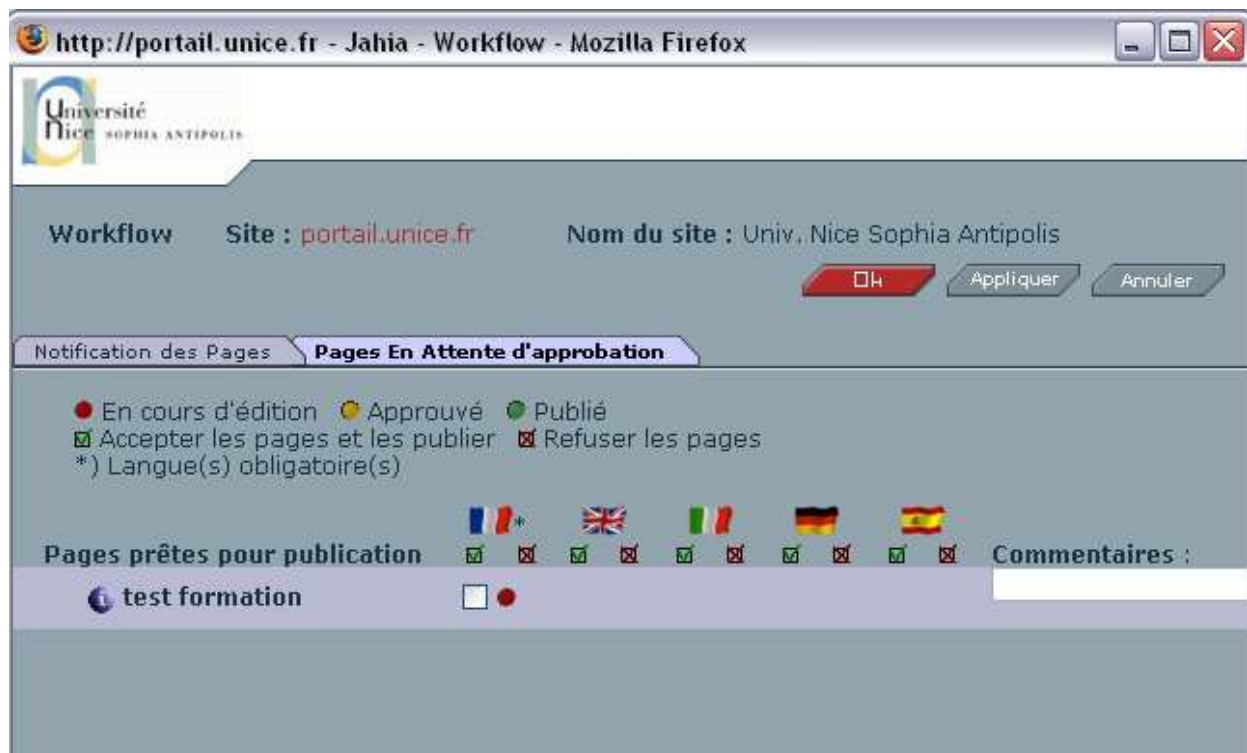 http://portail.unice.fr - Jahia - Workflow - Mozilla Firefox
Université
Nice SOPHIA ANTIPOLIS
Workflow Site : portail.unice.fr Nom du site : Univ. Nice Sophia Antipolis
Ok Appliquer Annuler
Notification des Pages Pages En Attente d'approbation
En cours d'édition Approuvé Publié
Accepter les pages et les publier Refuser les pages
*) Langue(s) obligatoire(s)
*
Pages prêtes pour publication Commentaires :
test formation